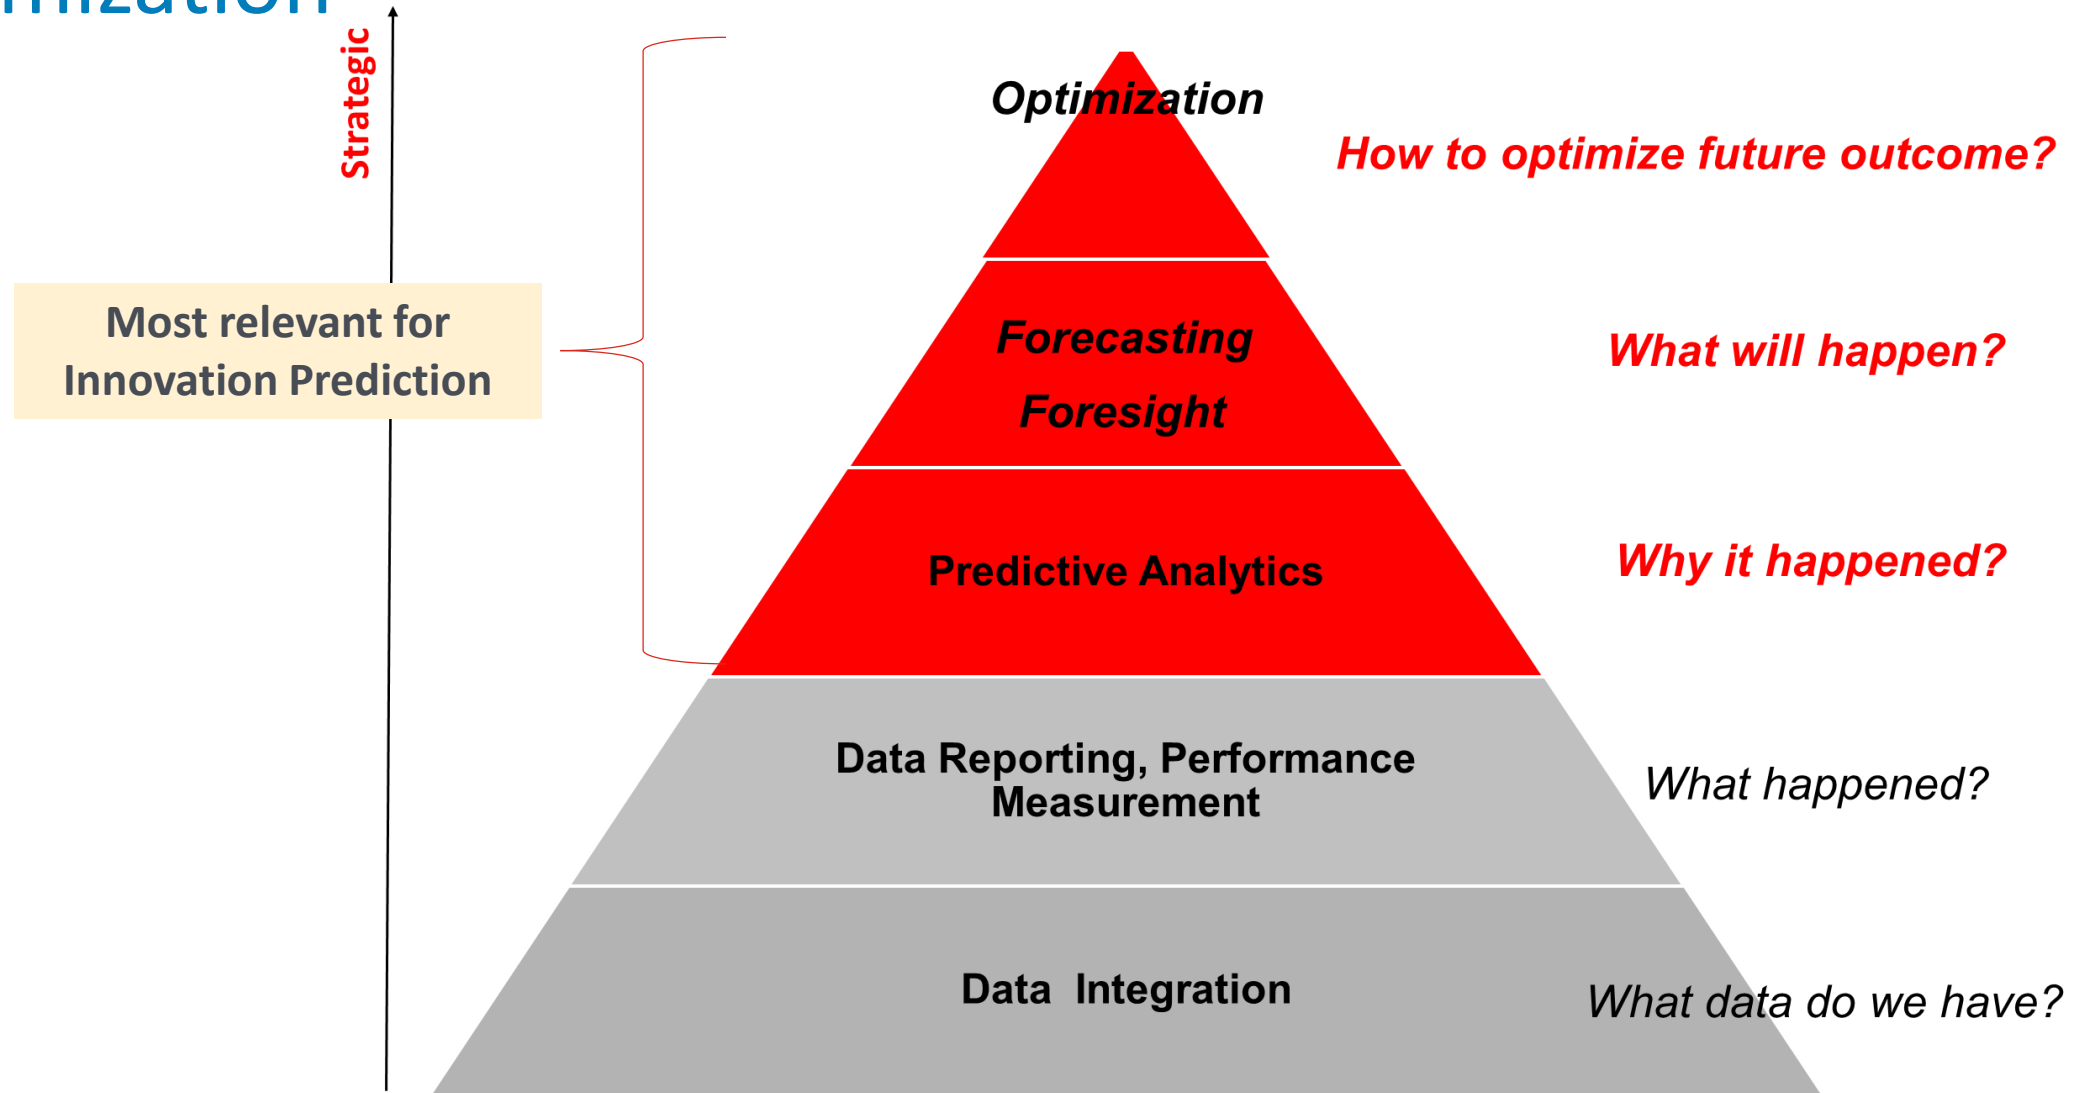 Strategic
Optimization
How to optimize future outcome?
Most relevant for
Innovation Prediction
Forecasting
Foresight
What will happen?
Predictive Analytics
Why it happened?
Data Reporting, Performance
Measurement
What happened?
Data Integration
What data do we have?